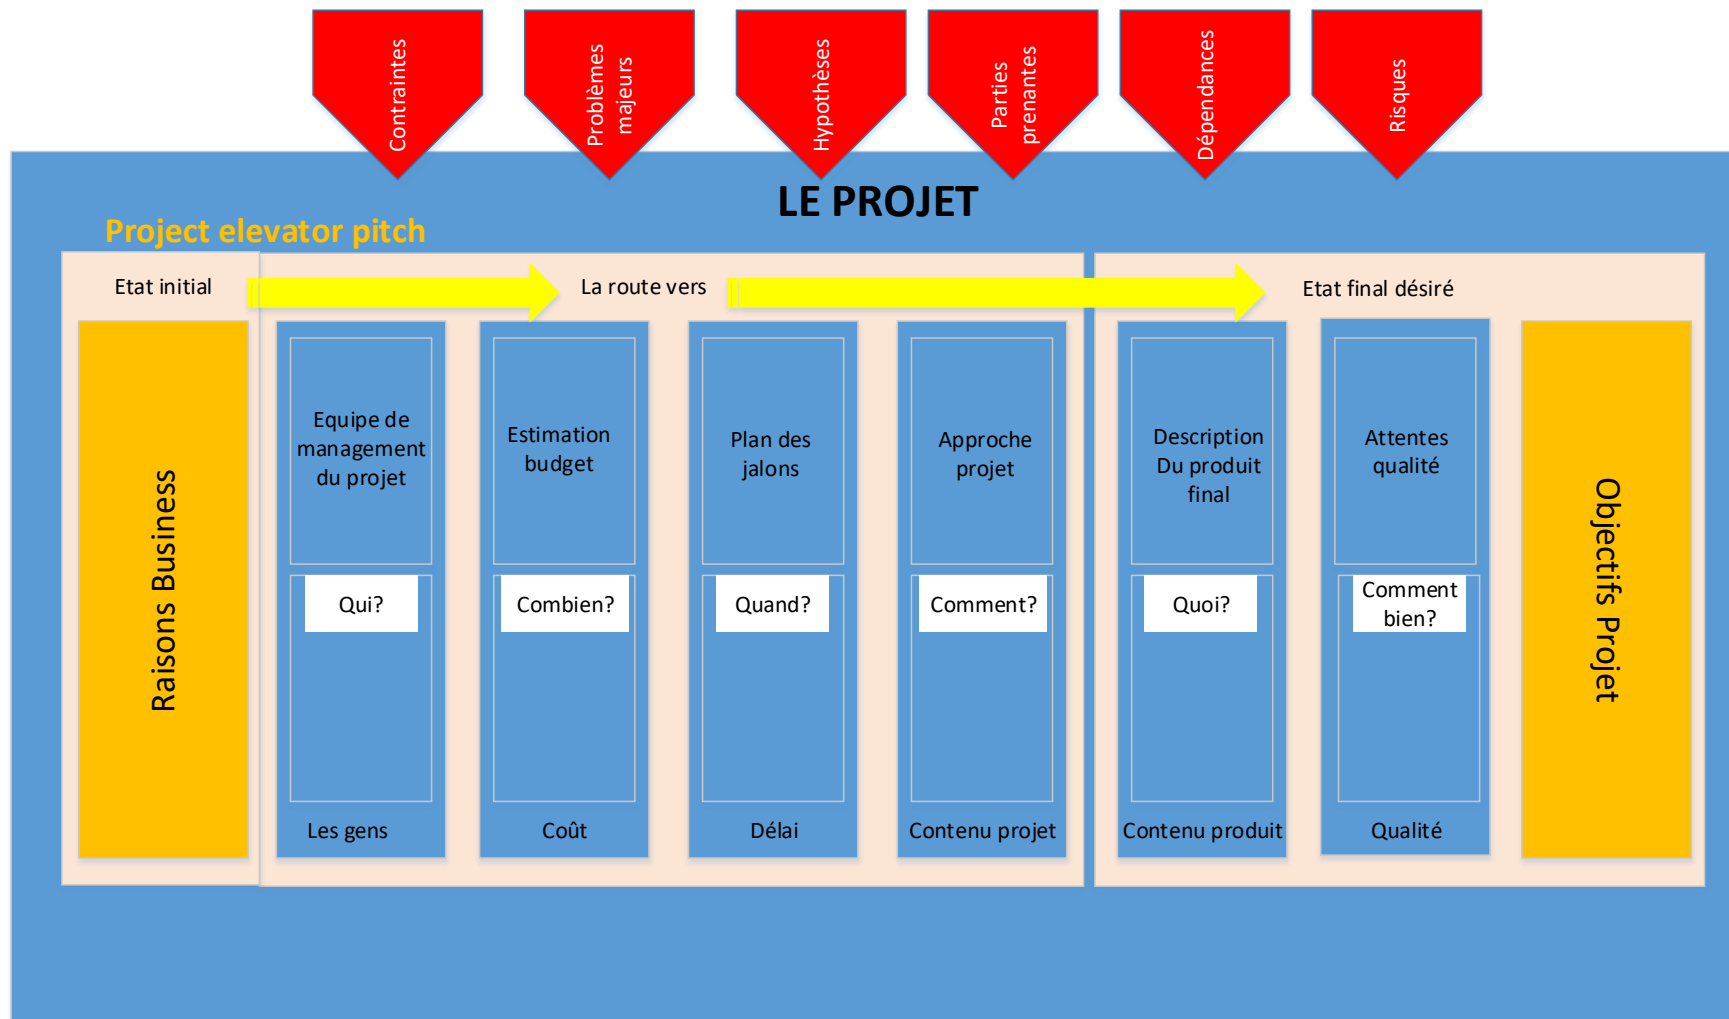 Contraintes
Problèmes
majeurs
Hypothèses
Parties
prenantes
Dépendances
Risques
LE PROJET
Project elevator pitch
Etat initial
La route vers
Etat final désiré
Raisons Business
Equipe de
management
du projet
Qui?
Les gens
Estimation
budget
Combien?
Coût
Plan des
jalons
Quand?
Délai
Approche
projet
Comment?
Contenu projet
Description
Du produit
final
Quoi?
Contenu produit
Attentes
qualité
Comment
bien?
Qualité
Objectifs Projet